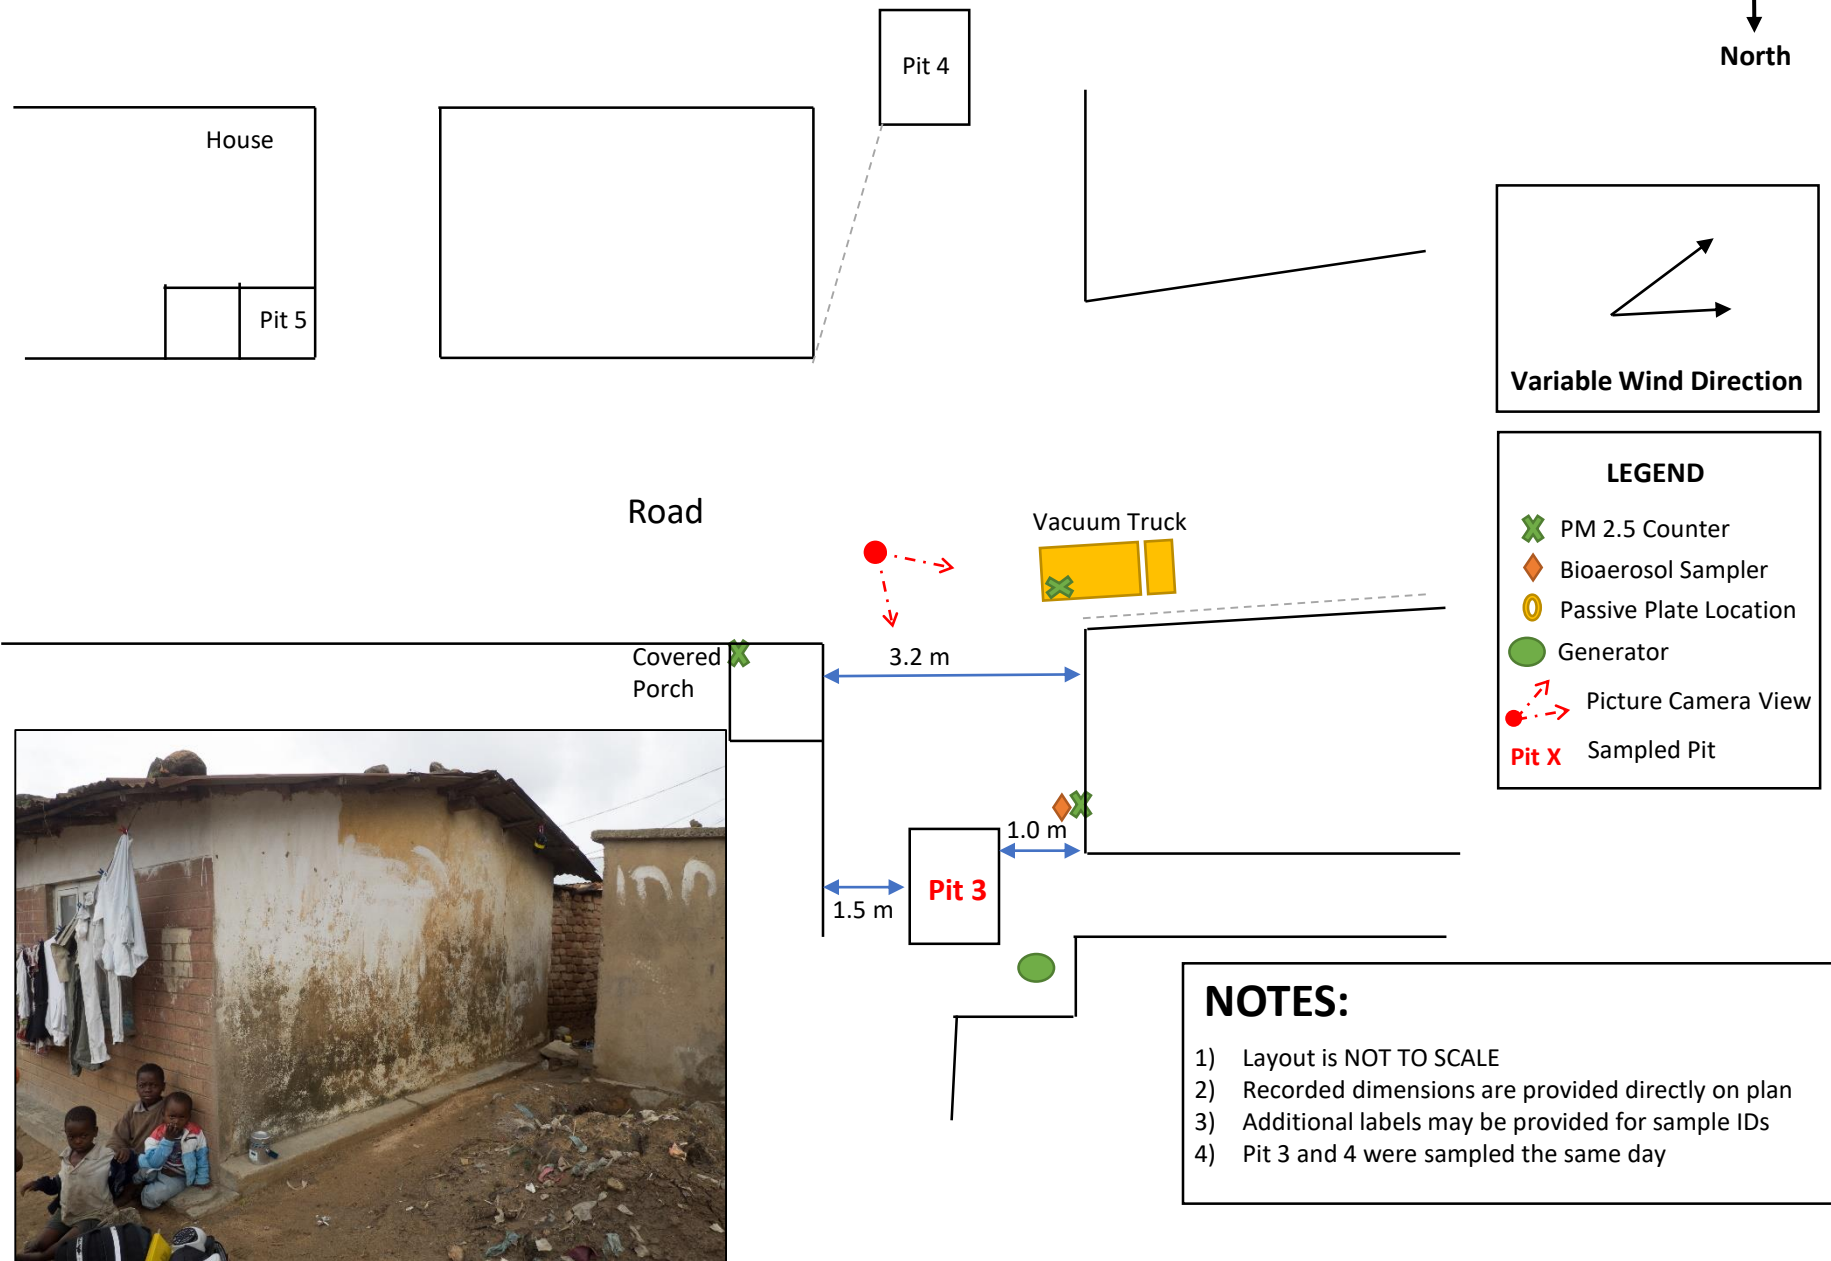 North
Pit 4
House
Pit 5
Variable Wind Direction
LEGEND
PM 2.5 Counter
Bioaerosol Sampler
Passive Plate Location
Generator
Picture Camera View
Pit X Sampled Pit
Road
Vacuum Truck
Covered
Porch
3.2 m
1.0 m
1.5 m
Pit 3
NOTES:
1) Layout is NOT TO SCALE
2) Recorded dimensions are provided directly on plan
3) Additional labels may be provided for sample IDs
4) Pit 3 and 4 were sampled the same day